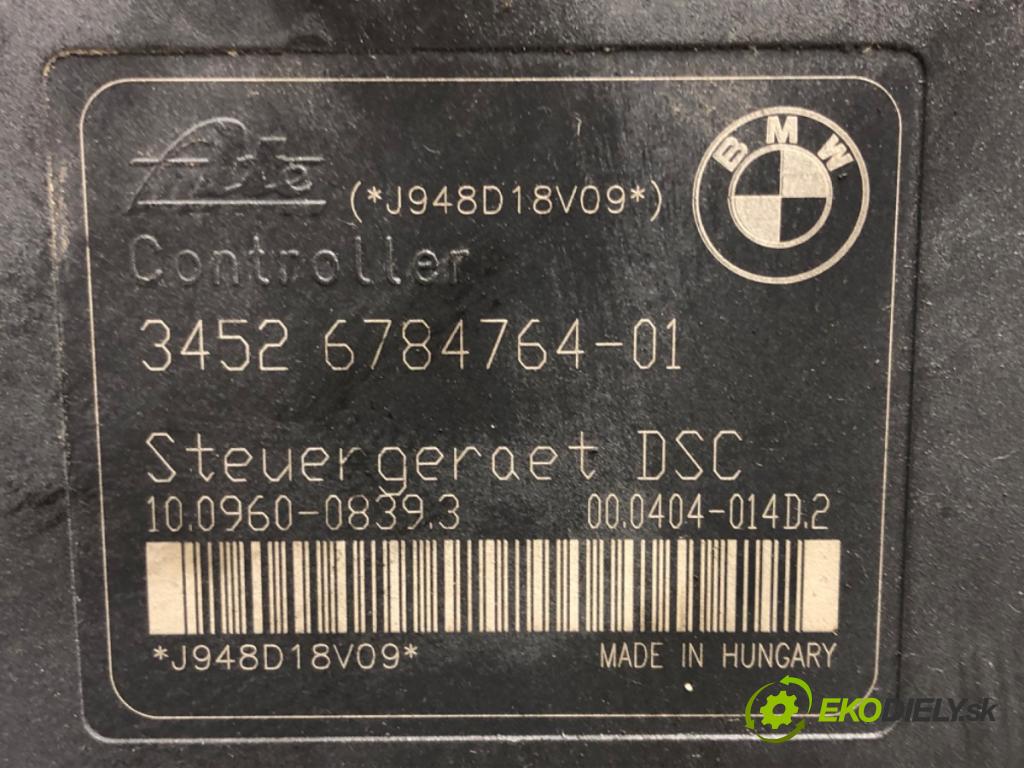 Ate
(*J948D18V09*)
BMW
Controller
3452 6784764-01
Steuergeraet DSC
10.0960-0839.3 00.0404-014D.2
*J948D18V09*
MADE IN HUNGARY
EKODIELY.sk